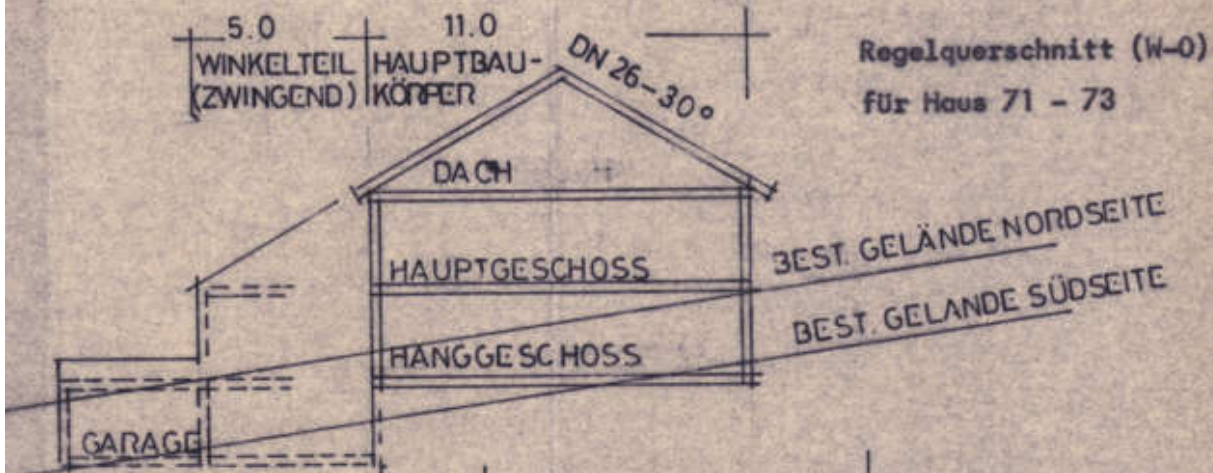 5.0 11.0
WINKELTEIL HAUPTBAU-
(ZWINGEND) KÖRPER
DN 26-30°
Regelquerschnitt (W-O)
für Haus 71 - 73
DACH
HAUPTGESCHOSS
BEST. GELÄNDE NORDSEITE
HANGGESCHOSS
BEST. GELANDE SÜDSEITE
GARAGE